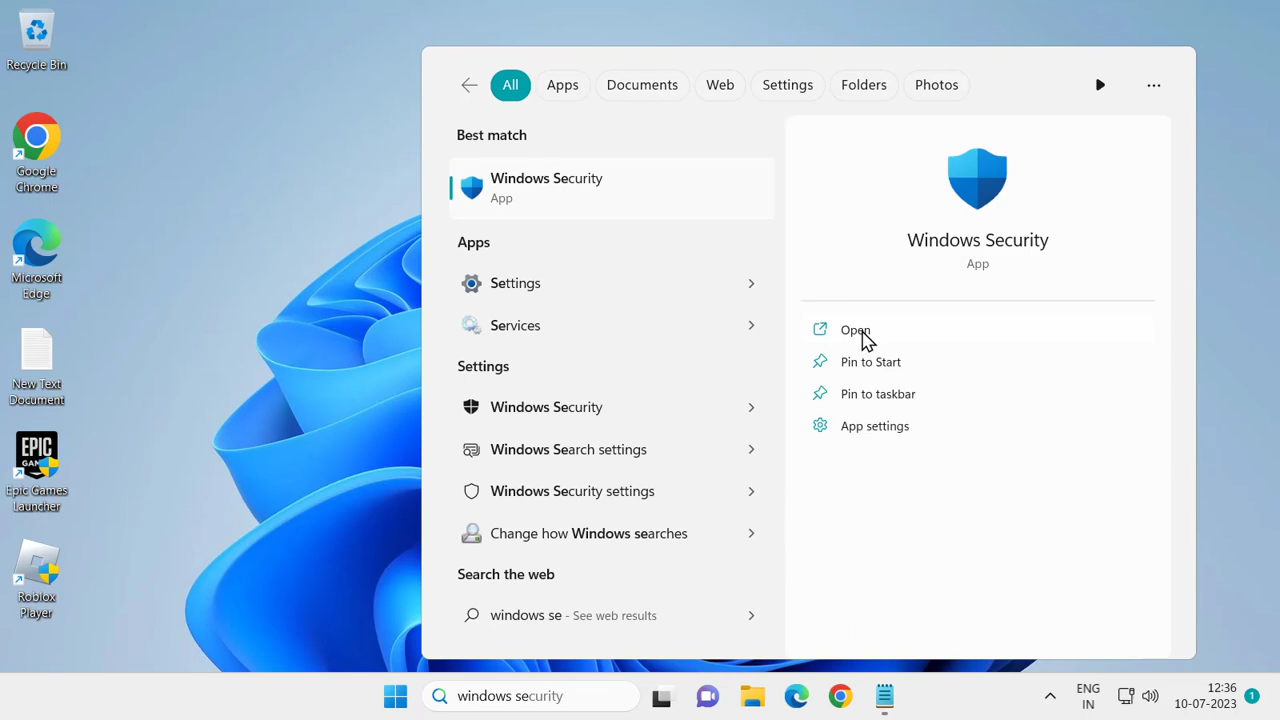 Recycle Bin
Google
Chrome
Microsoft
Edge
New Text
Document
EPIC
GAMES
Epic Games
Launcher
Roblox
Player
All
Apps
Documents
Web
Settings
Folders
Photos
Best match
Windows Security
App
Apps
Settings
Services
Settings
Windows Security
Windows Search settings
Windows Security settings
Change how Windows searches
Search the web
windows se - See web results
Windows Security
App
Open
Pin to Start
Pin to taskbar
App settings
windows security
ENG
IN
12:36
10-07-2023
1